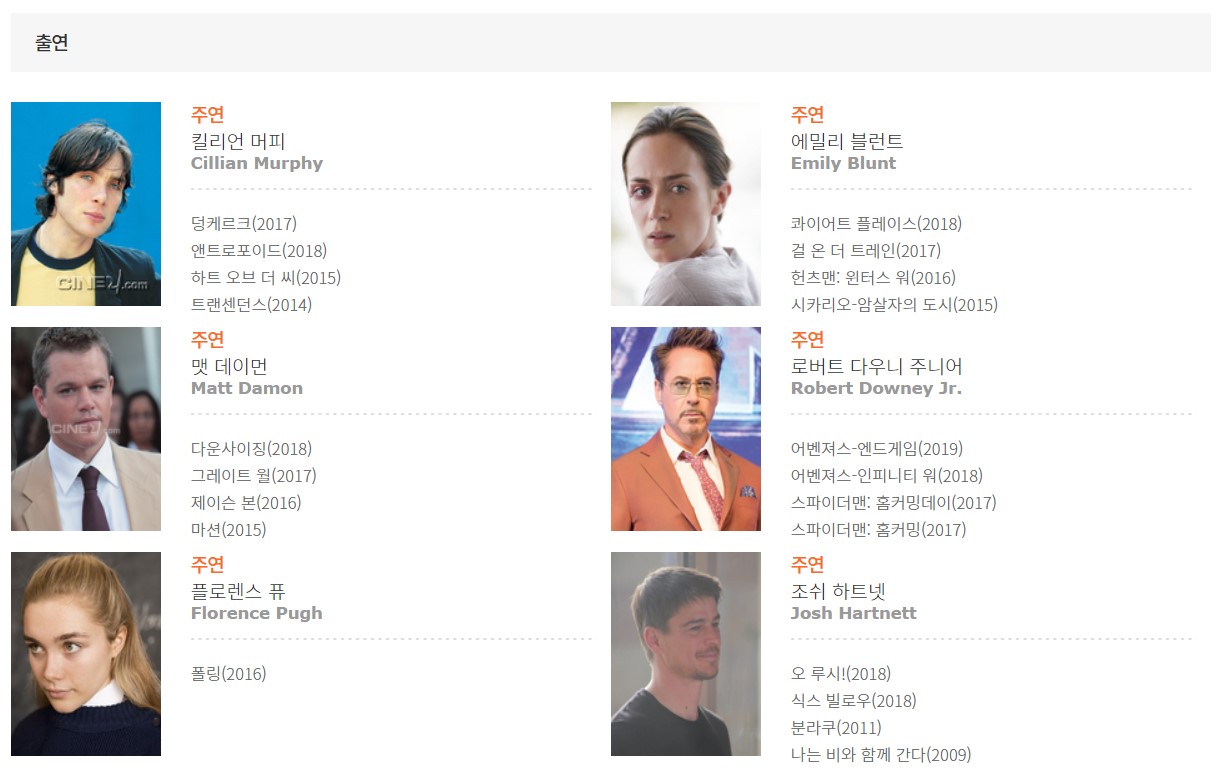 출연
주연
킬리언 머피
Cillian Murphy
덩케르크(2017)
앤트로포이드(2018)
하트 오브 더 씨(2015)
트랜센던스(2014)
CINE21.com
주연
에밀리 블런트
Emily Blunt
콰이어트 플레이스(2018)
걸 온 더 트레인(2017)
헌츠맨: 윈터스 워(2016)
시카리오-암살자의 도시(2015)
주연
맷 데이먼
Matt Damon
다운사이징(2018)
그레이트 월(2017)
제이슨 본(2016)
마션(2015)
CINE21.com
주연
로버트 다우니 주니어
Robert Downey Jr.
어벤져스-엔드게임(2019)
어벤져스-인피니티 워(2018)
스파이더맨: 홈커밍데이(2017)
스파이더맨: 홈커밍(2017)
주연
플로렌스 퓨
Florence Pugh
폴링(2016)
주연
조쉬 하트넷
Josh Hartnett
오 루시!(2018)
식스 빌로우(2018)
분라쿠(2011)
나는 비와 함께 간다(2009)